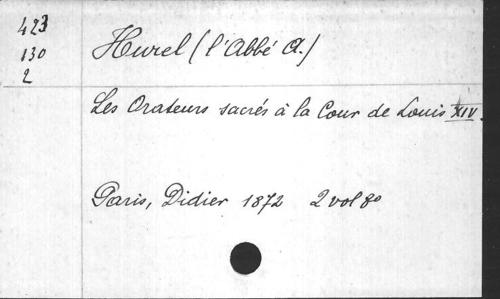 423
130
2
Hurel (l'Abbé A.)
Les Orateurs sacrés à la Cour de Louis XIV.
Paris, Didier 1872 2 vol 8º